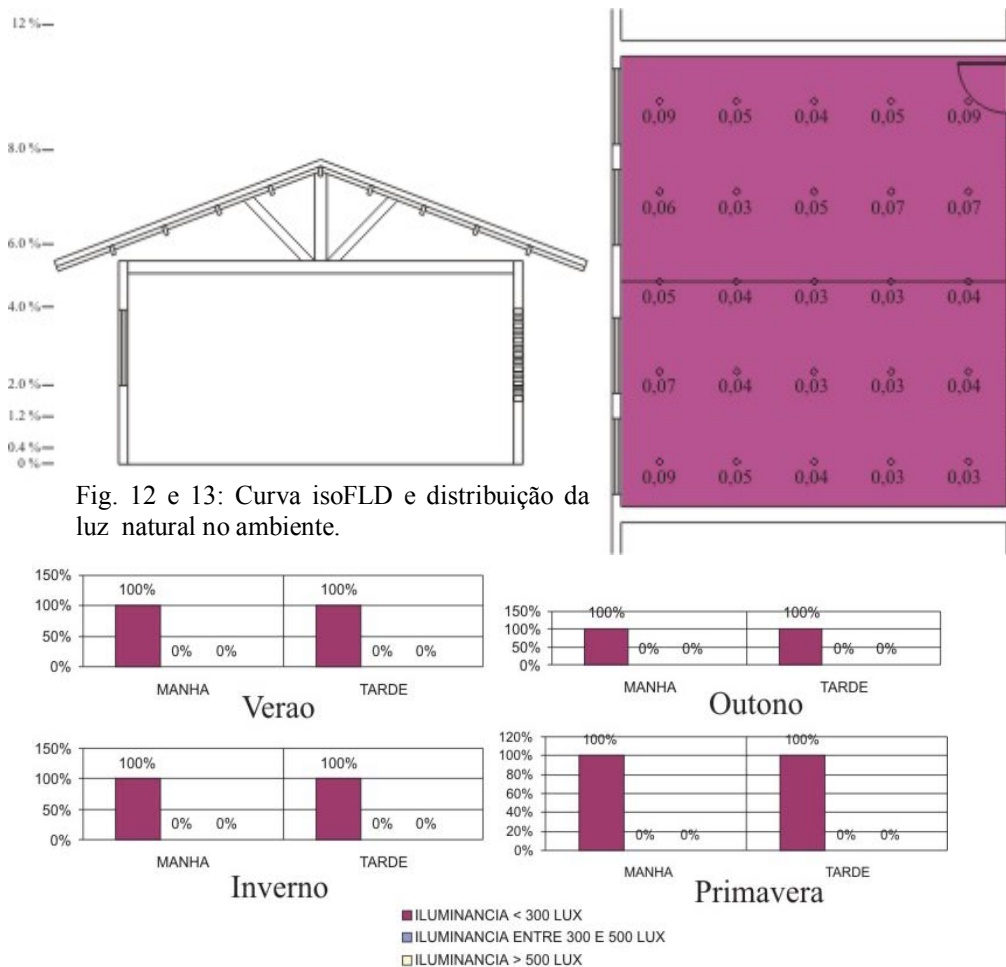 12 %
8.0 %
6.0 %
4.0 %
2.0 %
1.2 %
0.4 %
0 %
0,09 0,05 0,04 0,05 0,09
0,06 0,03 0,05 0,07 0,07
0,05 0,04 0,03 0,03 0,04
0,07 0,04 0,03 0,03 0,04
0,09 0,05 0,04 0,03 0,03
Fig. 12 e 13: Curva isoFLD e distribuição da
luz natural no ambiente.
150%
100%
50%
0%
100% 0% 0% 100% 0% 0%
MANHA TARDE
Verao
150%
100%
50%
0%
100% 0% 0% 100% 0% 0%
MANHA TARDE
Outono
150%
100%
50%
0%
100% 0% 0% 100% 0% 0%
MANHA TARDE
Inverno
120%
100%
80%
60%
40%
20%
0%
100% 0% 0% 100% 0% 0%
MANHA TARDE
Primavera
ILUMINANCIA < 300 LUX
ILUMINANCIA ENTRE 300 E 500 LUX
ILUMINANCIA > 500 LUX